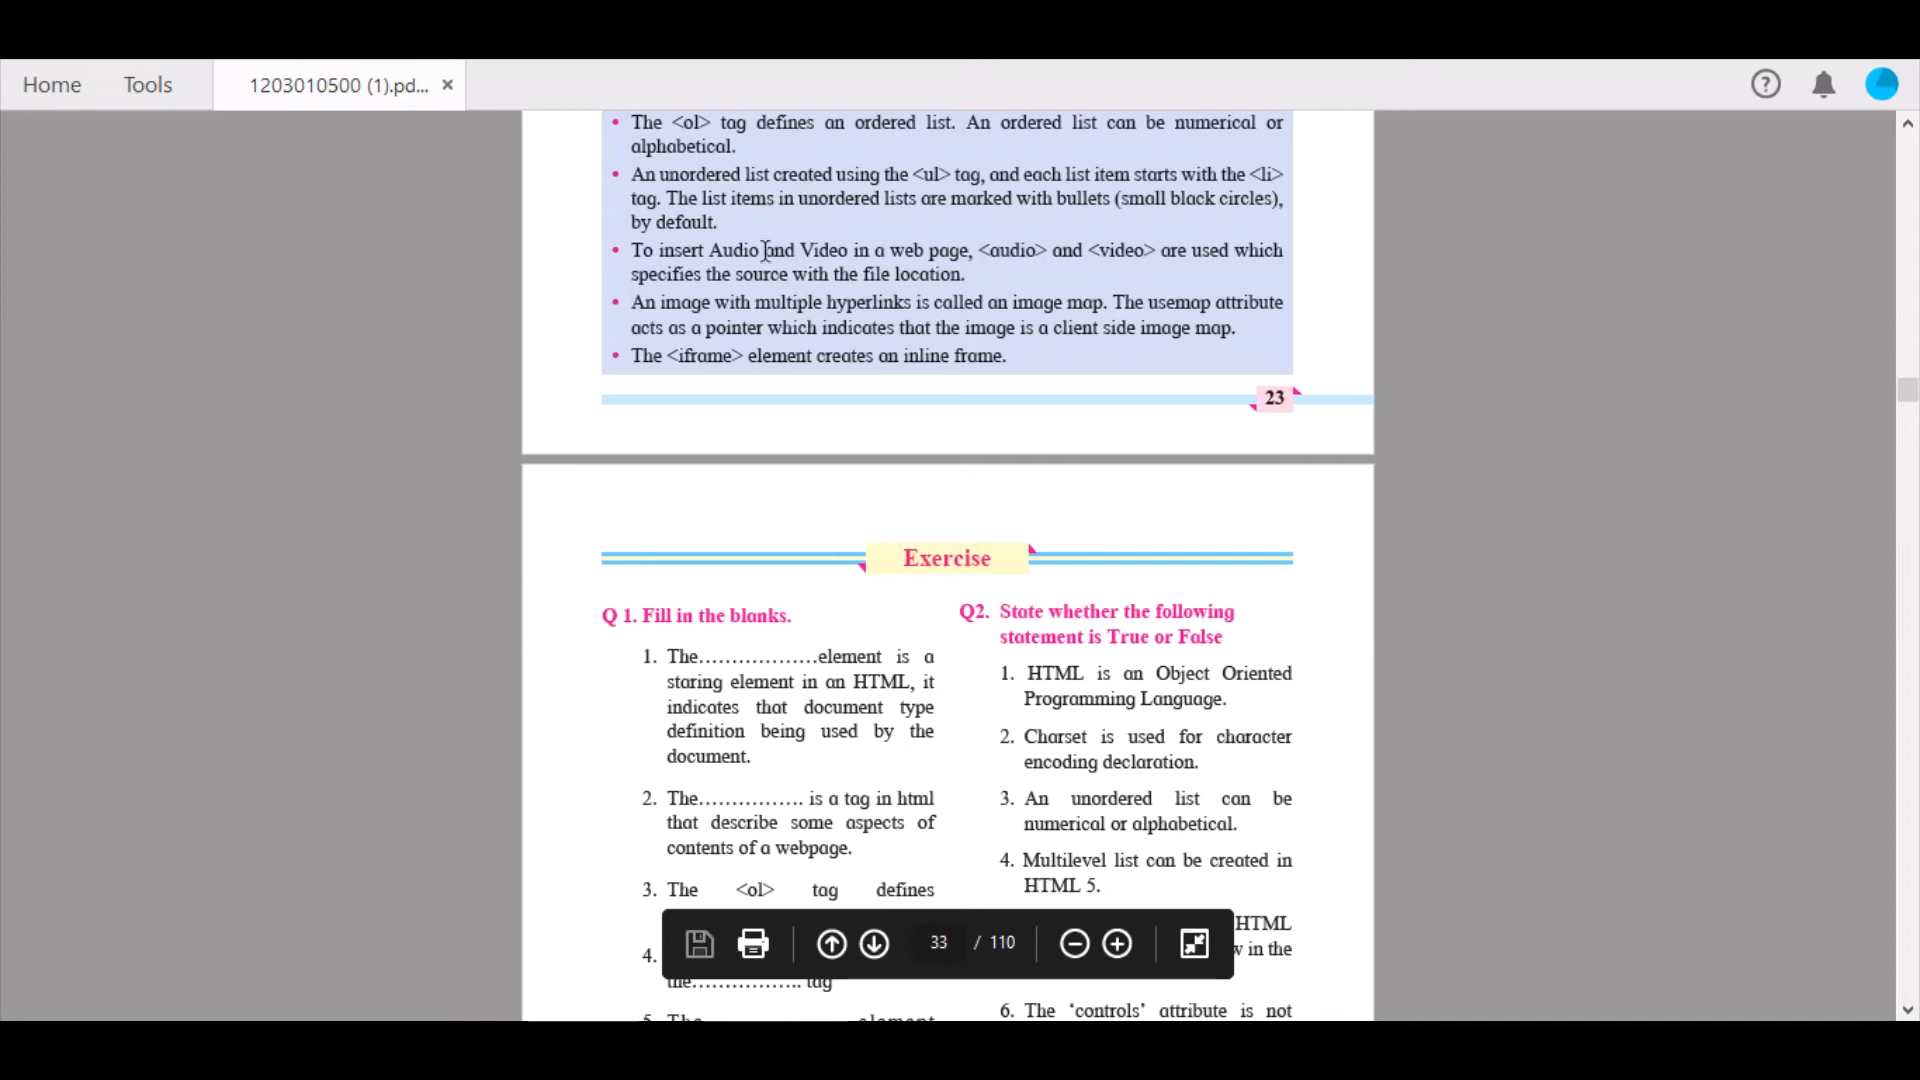 Home Tools 1203010500 (1).pd... ×
• The <ol> tag defines an ordered list. An ordered list can be numerical or
alphabetical.
• An unordered list created using the <ul> tag, and each list item starts with the <li>
tag. The list items in unordered lists are marked with bullets (small black circles),
by default.
• To insert Audio and Video in a web page, <audio> and <video> are used which
specifies the source with the file location.
• An image with multiple hyperlinks is called an image map. The usemap attribute
acts as a pointer which indicates that the image is a client side image map.
• The <iframe> element creates an inline frame.
23
Exercise
Q 1. Fill in the blanks.
1. The………………element is a
staring element in an HTML, it
indicates that document type
definition being used by the
document.
2. The……………. is a tag in html
that describe some aspects of
contents of a webpage.
3. The <ol> tag defines
4.
the…………….. tag
5. The element
Q2. State whether the following
statement is True or False
1. HTML is an Object Oriented
Programming Language.
2. Charset is used for character
encoding declaration.
3. An unordered list can be
numerical or alphabetical.
4. Multilevel list can be created in
HTML 5.
HTML
in the
6. The ‘controls’ attribute is not
33 / 110